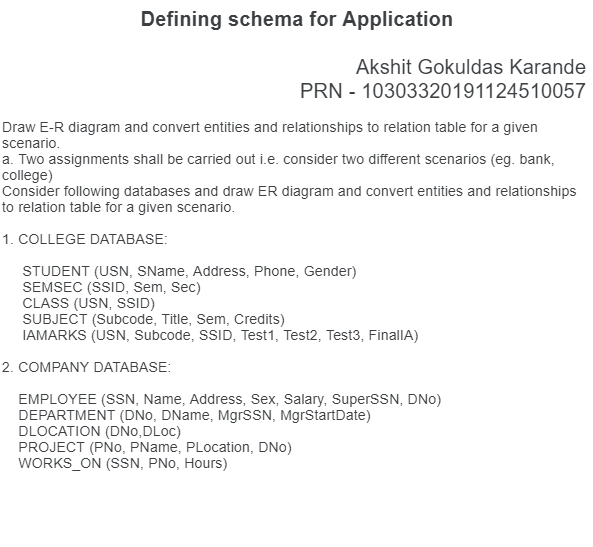 Defining schema for Application
Akshit Gokuldas Karande
PRN - 10303320191124510057
Draw E-R diagram and convert entities and relationships to relation table for a given
scenario.
a. Two assignments shall be carried out i.e. consider two different scenarios (eg. bank,
college)
Consider following databases and draw ER diagram and convert entities and relationships
to relation table for a given scenario.
1. COLLEGE DATABASE:
STUDENT (USN, SName, Address, Phone, Gender)
SEMSEC (SSID, Sem, Sec)
CLASS (USN, SSID)
SUBJECT (Subcode, Title, Sem, Credits)
IAMARKS (USN, Subcode, SSID, Test1, Test2, Test3, FinalIA)
2. COMPANY DATABASE:
EMPLOYEE (SSN, Name, Address, Sex, Salary, SuperSSN, DNo)
DEPARTMENT (DNo, DName, MgrSSN, MgrStartDate)
DLOCATION (DNo,DLoc)
PROJECT (PNo, PName, PLocation, DNo)
WORKS_ON (SSN, PNo, Hours)